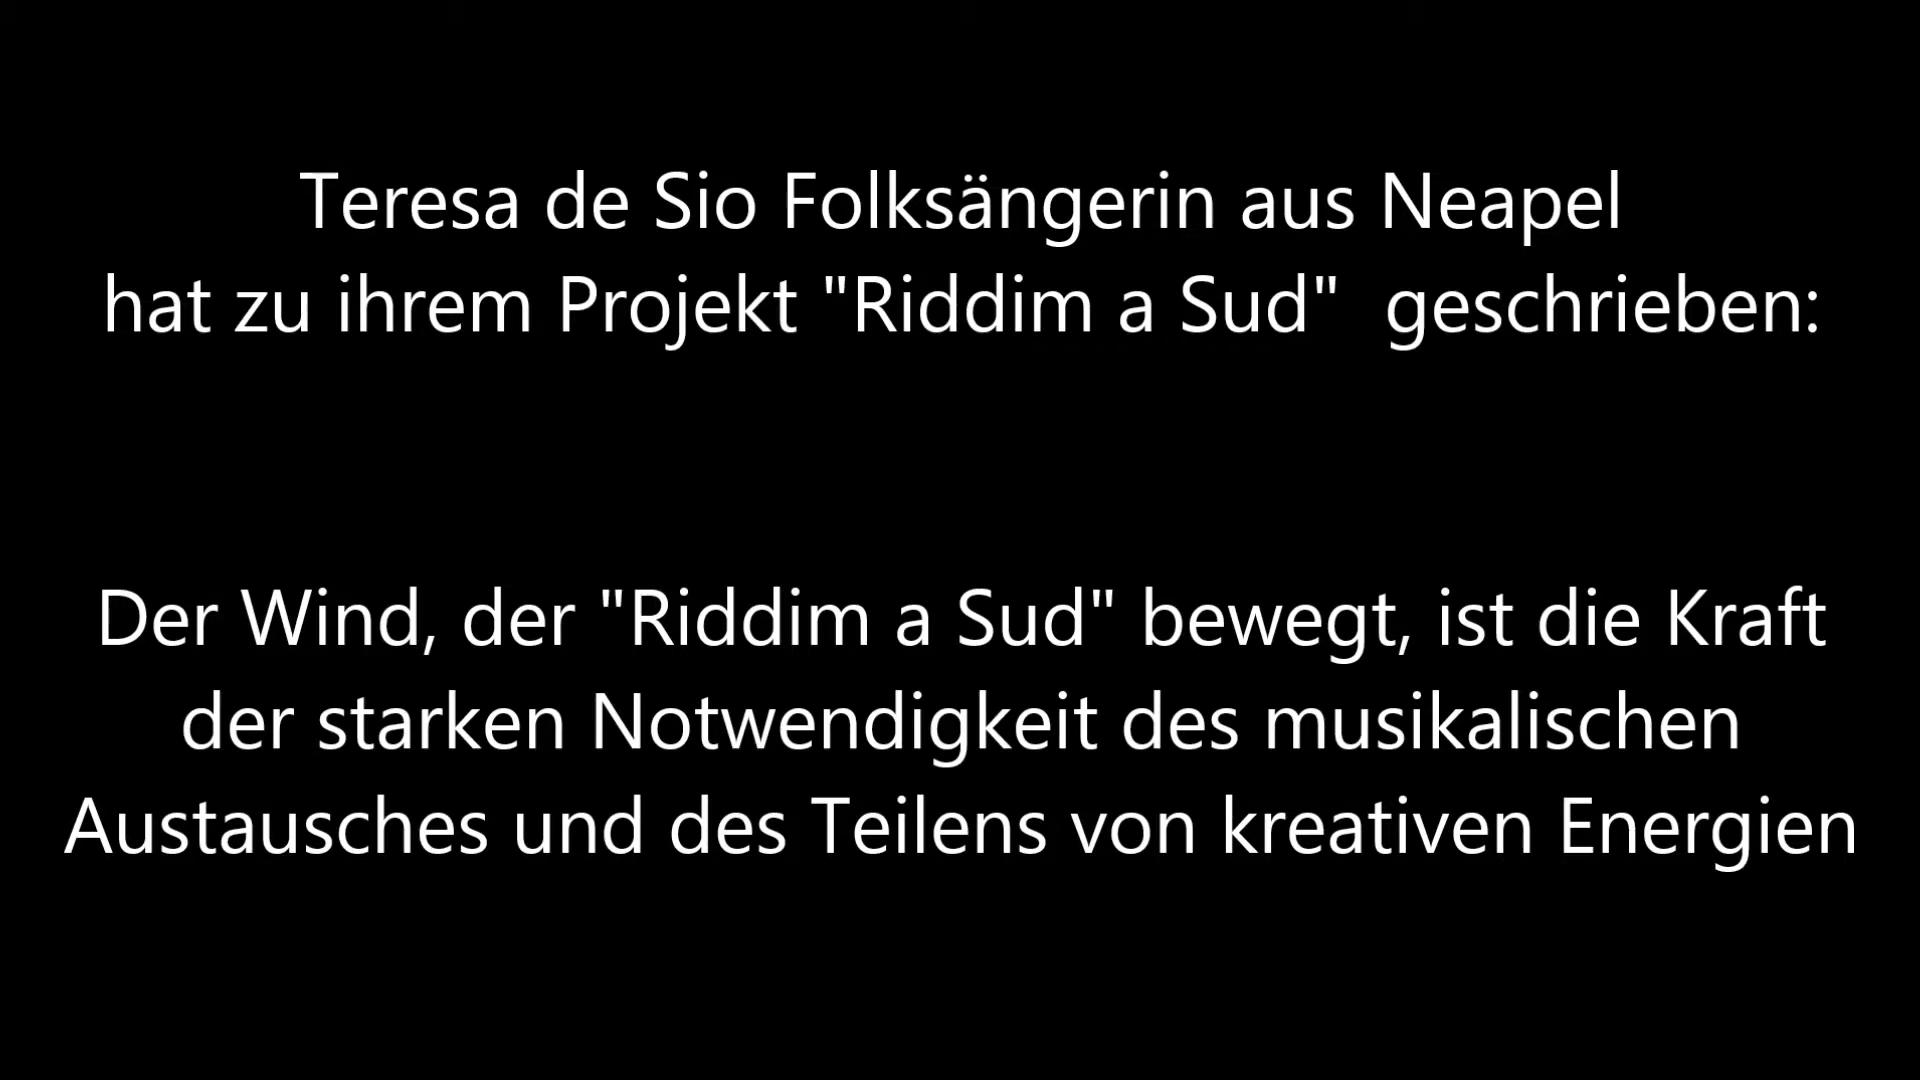 Teresa de Sio Folksängerin aus Neapel
hat zu ihrem Projekt "Riddim a Sud"  geschrieben:
Der Wind, der "Riddim a Sud" bewegt, ist die Kraft
der starken Notwendigkeit des musikalischen
Austausches und des Teilens von kreativen Energien